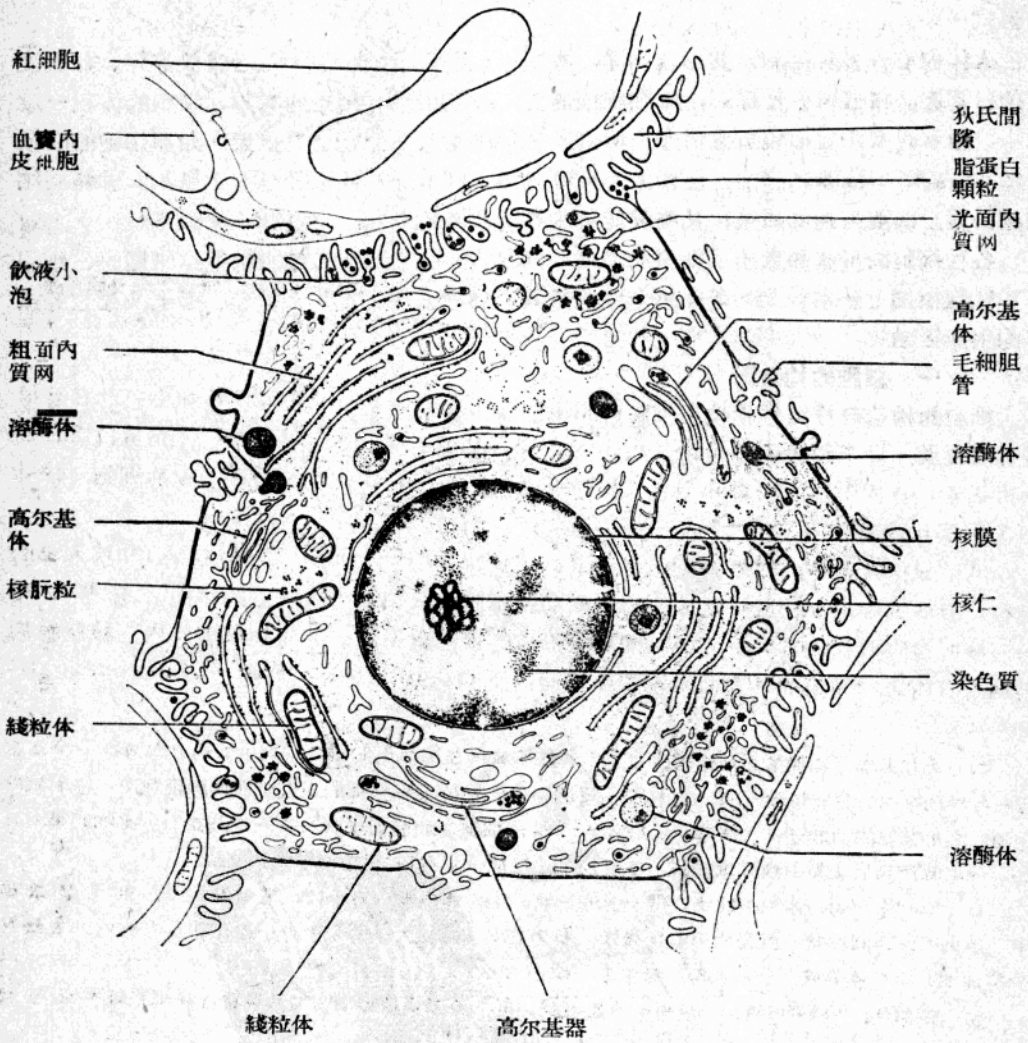 紅細胞
血竇內
皮細胞
飲液小
泡
粗面內
質网
溶酶体
高尔基
体
核朊粒
綫粒体
狄氏間
隙
脂蛋白
顆粒
光面內
質网
高尔基
体
毛細胆
管
溶酶体
核膜
核仁
染色質
溶酶体
綫粒体
高尔基器